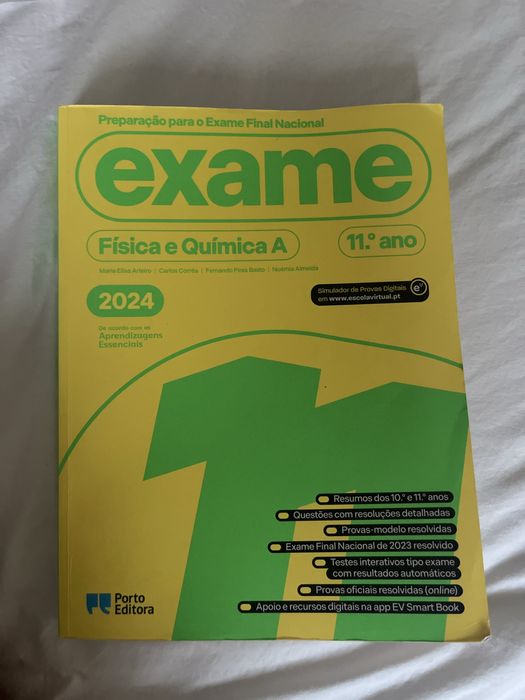 Preparação para o Exame Final Nacional
exame
Física e Química A
11.º ano
Maria Elisa Arieiro | Carlos Corrêa | Fernando Pires Basto | Noémia Almeida
2024
De acordo com as
Aprendizagens
Essenciais
Simulador de Provas Digitais
em www.escolavirtual.pt
11
Resumos dos 10.º e 11.º anos
Questões com resoluções detalhadas
Provas-modelo resolvidas
Exame Final Nacional de 2023 resolvido
Testes interativos tipo exame
com resultados automáticos
Provas oficiais resolvidas (online)
Apoio e recursos digitais na app EV Smart Book
Porto
Editora